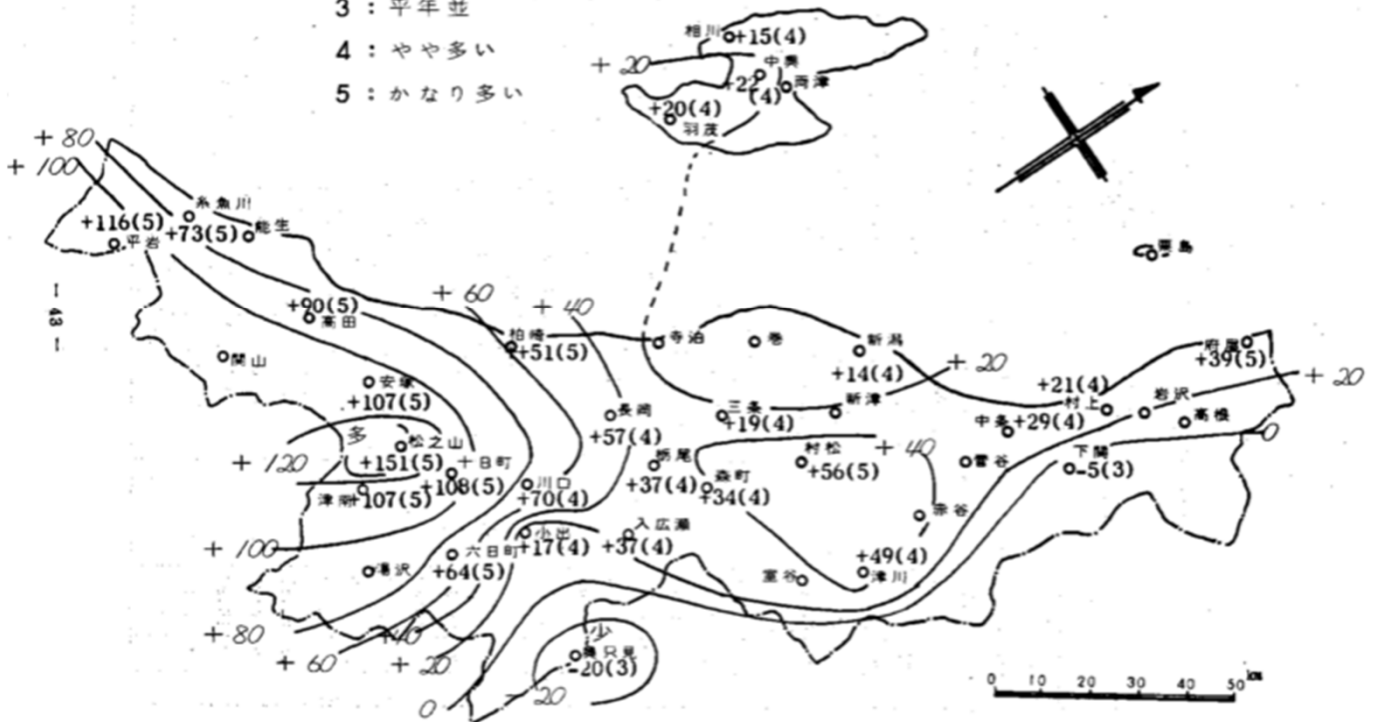 3 : 平年並
4 : やや多い
5 : かなり多い
相川
+15(4)
+20
中興
+22
(4)
両津
+20(4)
羽茂
+80
+100
糸魚川
+116(5)
+73(5)
能生
平岩
粟島
— 43 —
+90(5)
高田
+60
+40
柏崎
+51(5)
寺泊
巻
新潟
+14(4)
+20
府屋
+39(5)
関山
安塚
+107(5)
+21(4)
村上
岩沢
+20
長岡
+57(4)
三条
+19(4)
新津
中条
+29(4)
高根
0
多
松之山
+151(5)
十日町
+108(5)
+120
津南
+107(5)
川口
+70(4)
栃尾
+37(4)
森町
+34(4)
村松
+56(5)
+40
雷谷
下関
-5(3)
赤谷
+100
六日町
+64(5)
湯沢
小出
+17(4)
入広瀬
+37(4)
室谷
+49(4)
津川
+80
+40
+60
+20
少
奥只見
-20(3)
-20
0
0 10 20 30 40 50 km